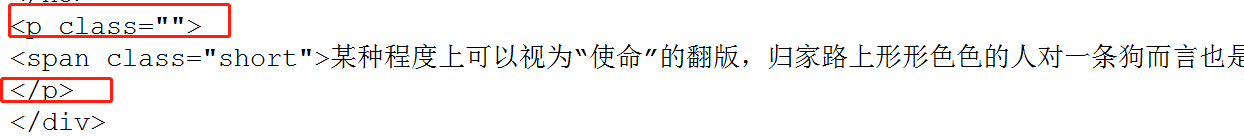 <p class="">
<span class="short">某种程度上可以视为“使命”的翻版，归家路上形形色色的人对一条狗而言也是
</p>
</div>